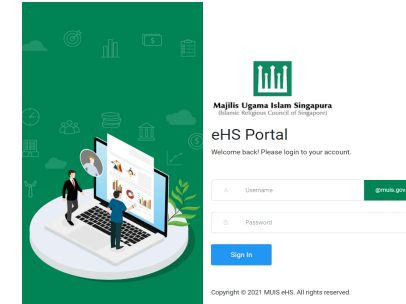 Majlis Ugama Islam Singapura
(Islamic Religious Council of Singapore)
eHS Portal
Welcome back! Please login to your account.
Username
@muis.gov.
Password
Sign In
Copyright © 2021 MUIS eHS. All rights reserved.